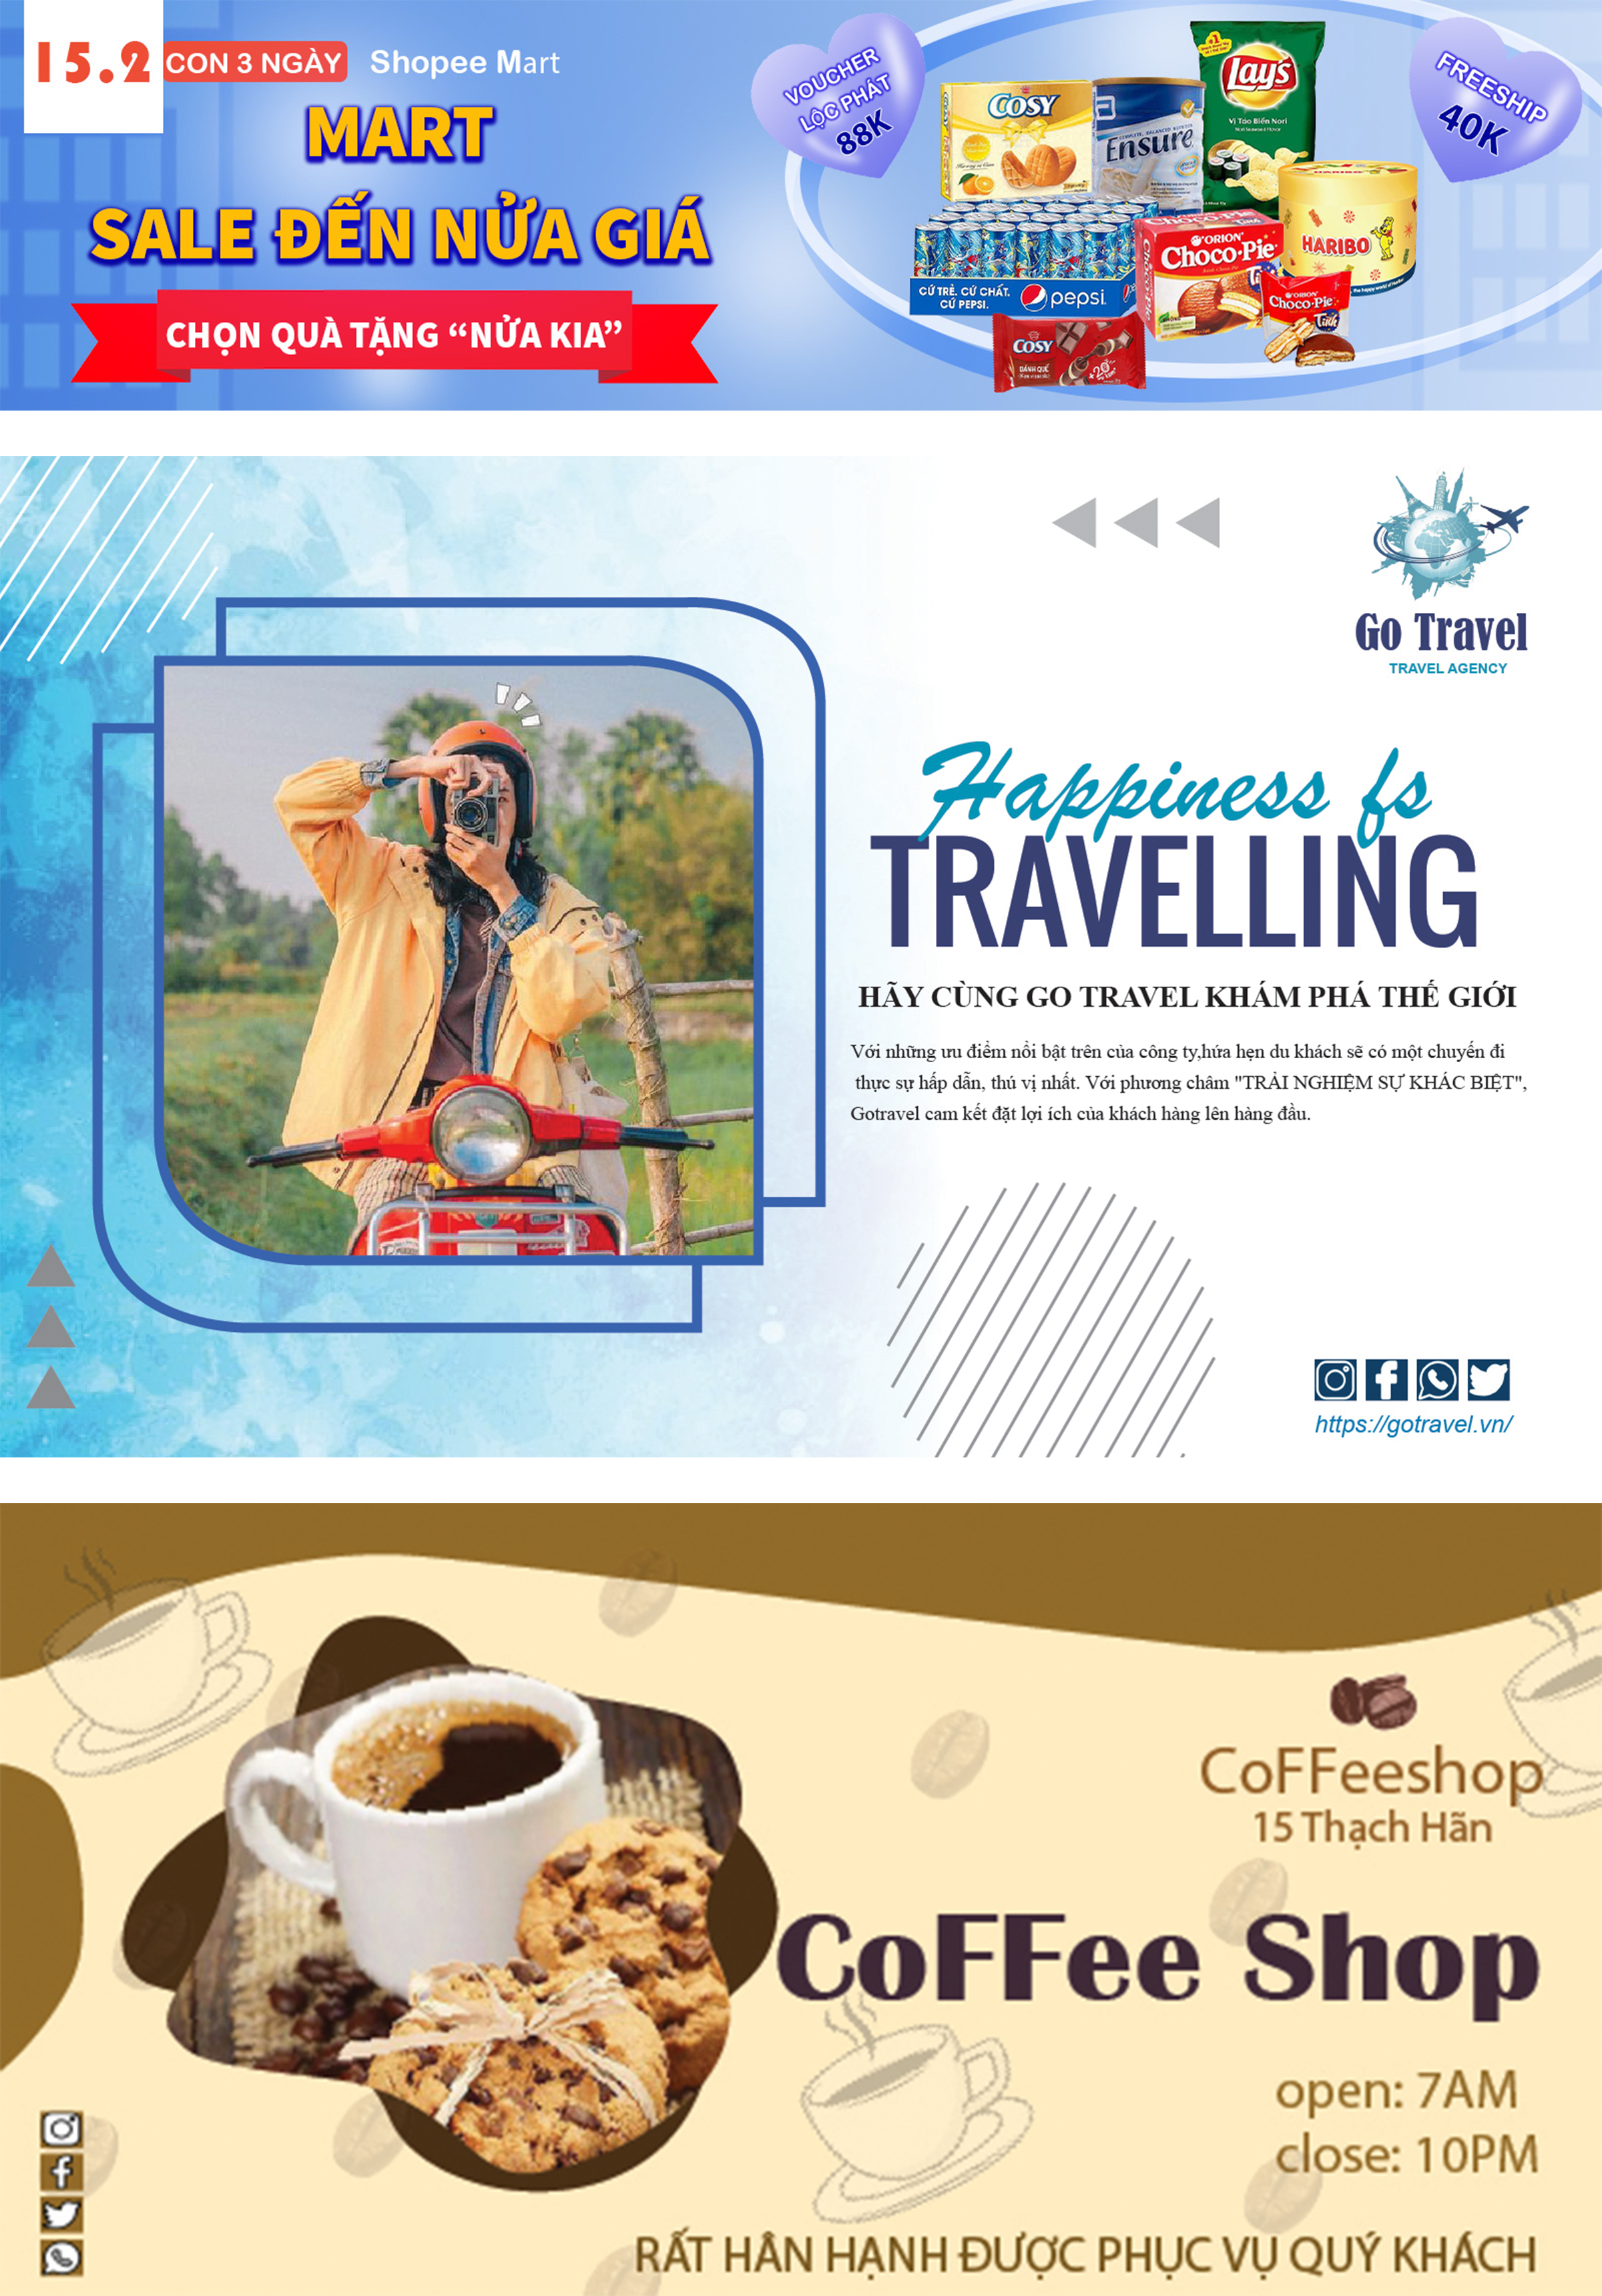 15.2
CON 3 NGÀY
Shopee Mart
MART
SALE ĐẾN NỬA GIÁ
CHỌN QUÀ TẶNG “NỬA KIA”
VOUCHER
LỘC PHÁT
88K
FREESHIP
40K
COSY
Ensure
Lay's
Vị Tảo Biển Nori
HARIBO
ORION
Choco·Pie
CỨ TRẺ. CỨ CHẤT.
CỨ PEPSI.
pepsi
ORION
Choco·Pie
Tình
COSY
BÁNH QUẾ
Go Travel
TRAVEL AGENCY
Happiness fs
TRAVELLING
HÃY CÙNG GO TRAVEL KHÁM PHÁ THẾ GIỚI
Với những ưu điểm nổi bật trên của công ty,hứa hẹn du khách sẽ có một chuyến đi
thực sự hấp dẫn, thú vị nhất. Với phương châm "TRẢI NGHIỆM SỰ KHÁC BIỆT",
Gotravel cam kết đặt lợi ích của khách hàng lên hàng đầu.
https://gotravel.vn/
CoFFeeshop
15 Thạch Hãn
CoFFee Shop
open: 7AM
close: 10PM
RẤT HÂN HẠNH ĐƯỢC PHỤC VỤ QUÝ KHÁCH